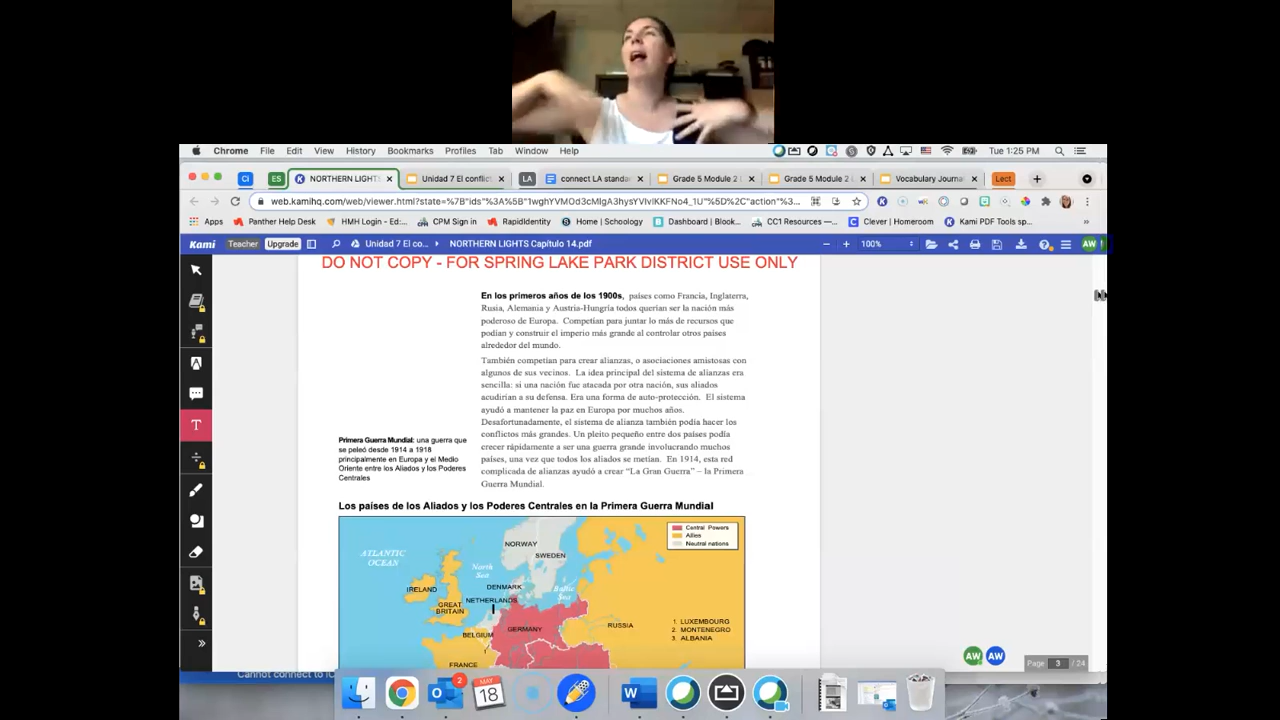 Chrome File Edit View History Bookmarks Profiles Tab Window Help Tue 1:25 PM
CI ES NORTHERN LIGHT × Unidad 7 El conflic × LA connect LA standa × Grade 5 Module 2 × Grade 5 Module 2 L × Vocabulary Journa × Lect
web.kamihq.com/web/viewer.html?state=%7B"ids"%3A%5B"1wghYVMOd3cMlgA3hysYIVlKKFNo4_1U"%5D%2C"action"%3...
Apps Panther Help Desk HMH Login - Ed:... CPM Sign in RapidIdentity Home | Schoology Dashboard | Blook... CC1 Resources —... Clever | Homeroom Kami PDF Tools sp...
Kami Teacher Upgrade Unidad 7 El co... NORTHERN LIGHTS Capítulo 14.pdf 100% AW
DO NOT COPY - FOR SPRING LAKE PARK DISTRICT USE ONLY
En los primeros años de los 1900s, países como Francia, Inglaterra,
Rusia, Alemania y Austria-Hungría todos querían ser la nación más
poderoso de Europa. Competían para juntar lo más de recursos que
podían y construir el imperio más grande al controlar otros países
alrededor del mundo.
También competían para crear alianzas, o asociaciones amistosas con
algunos de sus vecinos. La idea principal del sistema de alianzas era
sencilla: si una nación fue atacada por otra nación, sus aliados
acudirían a su defensa. Era una forma de auto-protección. El sistema
ayudó a mantener la paz en Europa por muchos años.
Desafortunadamente, el sistema de alianza también podía hacer los
conflictos más grandes. Un pleito pequeño entre dos países podía
crecer rápidamente a ser una guerra grande involucrando muchos
países, una vez que todos los aliados se metían. En 1914, esta red
complicada de alianzas ayudó a crear “La Gran Guerra” – la Primera
Guerra Mundial.
Primera Guerra Mundial: una guerra que
se peleó desde 1914 a 1918
principalmente en Europa y el Medio
Oriente entre los Aliados y los Poderes
Centrales
Los países de los Aliados y los Poderes Centrales en la Primera Guerra Mundial
Central Powers
Allies
Neutral nations
ATLANTIC
OCEAN
NORWAY
SWEDEN
North
Sea
DENMARK
Baltic
Sea
IRELAND
GREAT
BRITAIN
NETHERLANDS
BELGIUM
GERMANY
RUSSIA
FRANCE
1. LUXEMBOURG
2. MONTENEGRO
3. ALBANIA
T
AW AW
Page 3 / 24
2
MAY
18
W